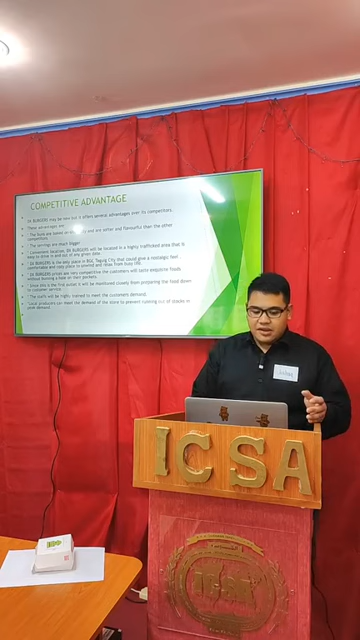 COMPETITIVE ADVANTAGE
SK BURGERS may be new but it offers several advantages over its competitors.
These advantages are:
The buns are baked and are softer and flavourful than the other
competitors.
The servings are much bigger
Convenient location. SK BURGERS will be located in a highly trafficked area that is
easy to drive in and out of any given time.
SK BURGERS is the only place in Tagum City that could give a nostalgic feel
comfortable and cozy place to unwind and relax from busy life.
SK BURGERS prices are very competitive the customers will taste exquisite foods
without burning a hole on their pockets.
Since this is the first outlet it will be monitored closely from preparing the food down
to customer service.
The staffs will be highly trained to meet the customers demand.
Local producers can meet the demand of the store to prevent running out of stocks in
peak demand.
ICSA